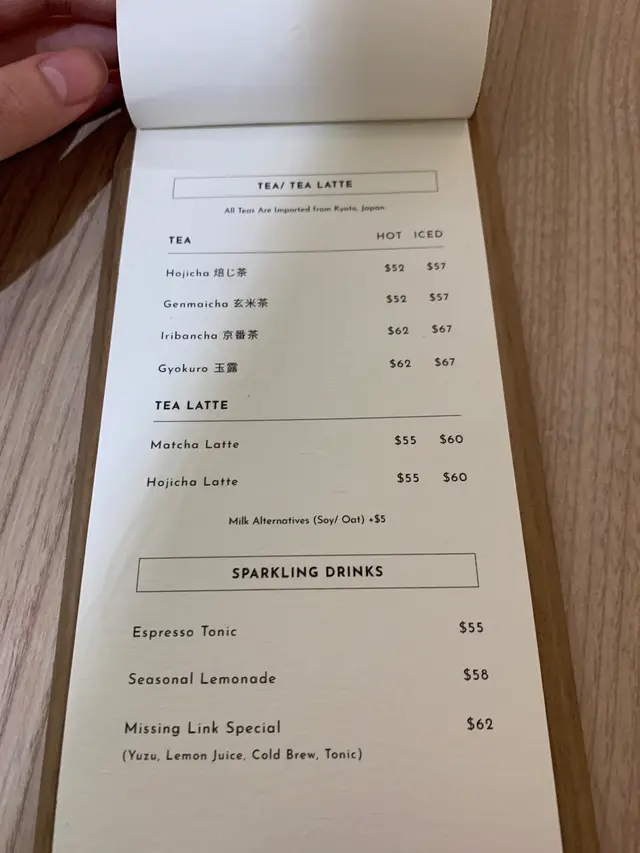 TEA/ TEA LATTE
All Teas Are Imported from Kyoto, Japan
TEA HOT ICED
Hojicha 焙じ茶 $52 $57
Genmaicha 玄米茶 $52 $57
Iribancha 京番茶 $62 $67
Gyokuro 玉露 $62 $67
TEA LATTE
Matcha Latte $55 $60
Hojicha Latte $55 $60
Milk Alternatives (Soy/ Oat) +$5
SPARKLING DRINKS
Espresso Tonic $55
Seasonal Lemonade $58
Missing Link Special $62
(Yuzu, Lemon Juice, Cold Brew, Tonic)